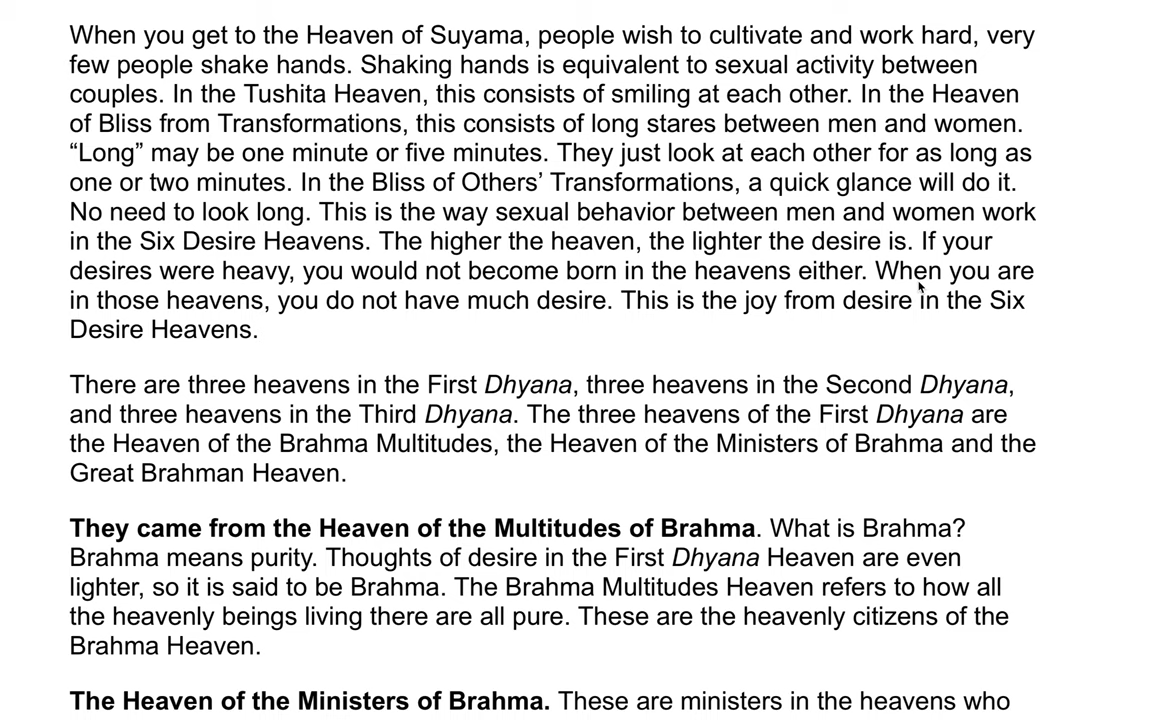 When you get to the Heaven of Suyama, people wish to cultivate and work hard, very
few people shake hands. Shaking hands is equivalent to sexual activity between
couples. In the Tushita Heaven, this consists of smiling at each other. In the Heaven
of Bliss from Transformations, this consists of long stares between men and women.
“Long” may be one minute or five minutes. They just look at each other for as long as
one or two minutes. In the Bliss of Others’ Transformations, a quick glance will do it.
No need to look long. This is the way sexual behavior between men and women work
in the Six Desire Heavens. The higher the heaven, the lighter the desire is. If your
desires were heavy, you would not become born in the heavens either. When you are
in those heavens, you do not have much desire. This is the joy from desire in the Six
Desire Heavens.
There are three heavens in the First Dhyana, three heavens in the Second Dhyana,
and three heavens in the Third Dhyana. The three heavens of the First Dhyana are
the Heaven of the Brahma Multitudes, the Heaven of the Ministers of Brahma and the
Great Brahman Heaven.
They came from the Heaven of the Multitudes of Brahma. What is Brahma?
Brahma means purity. Thoughts of desire in the First Dhyana Heaven are even
lighter, so it is said to be Brahma. The Brahma Multitudes Heaven refers to how all
the heavenly beings living there are all pure. These are the heavenly citizens of the
Brahma Heaven.
The Heaven of the Ministers of Brahma. These are ministers in the heavens who